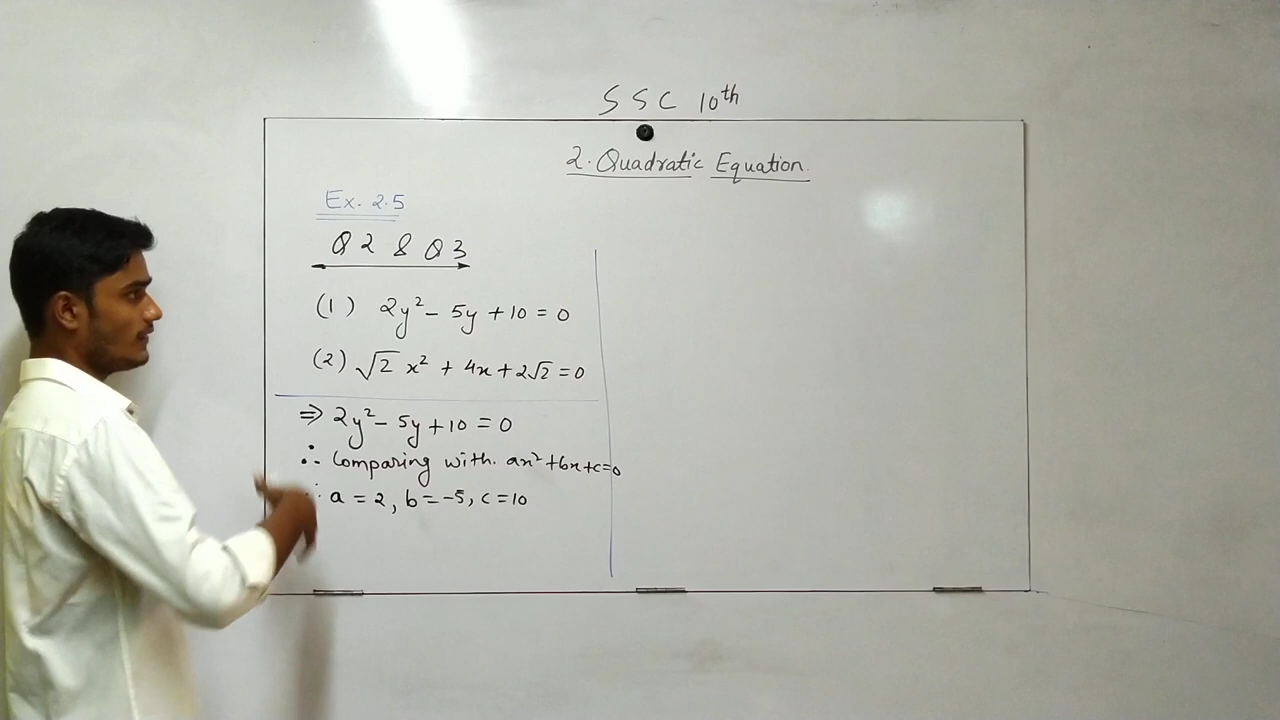 SSC 10th
2. Quadratic Equation.
Ex. 2.5
Q2 & Q3
(1) 2y² - 5y + 10 = 0
(2) √2 x² + 4x + 2√2 = 0
⇒ 2y² - 5y + 10 = 0
∴ Comparing with. ax² + bx + c = 0
∴ a = 2, b = -5, c = 10